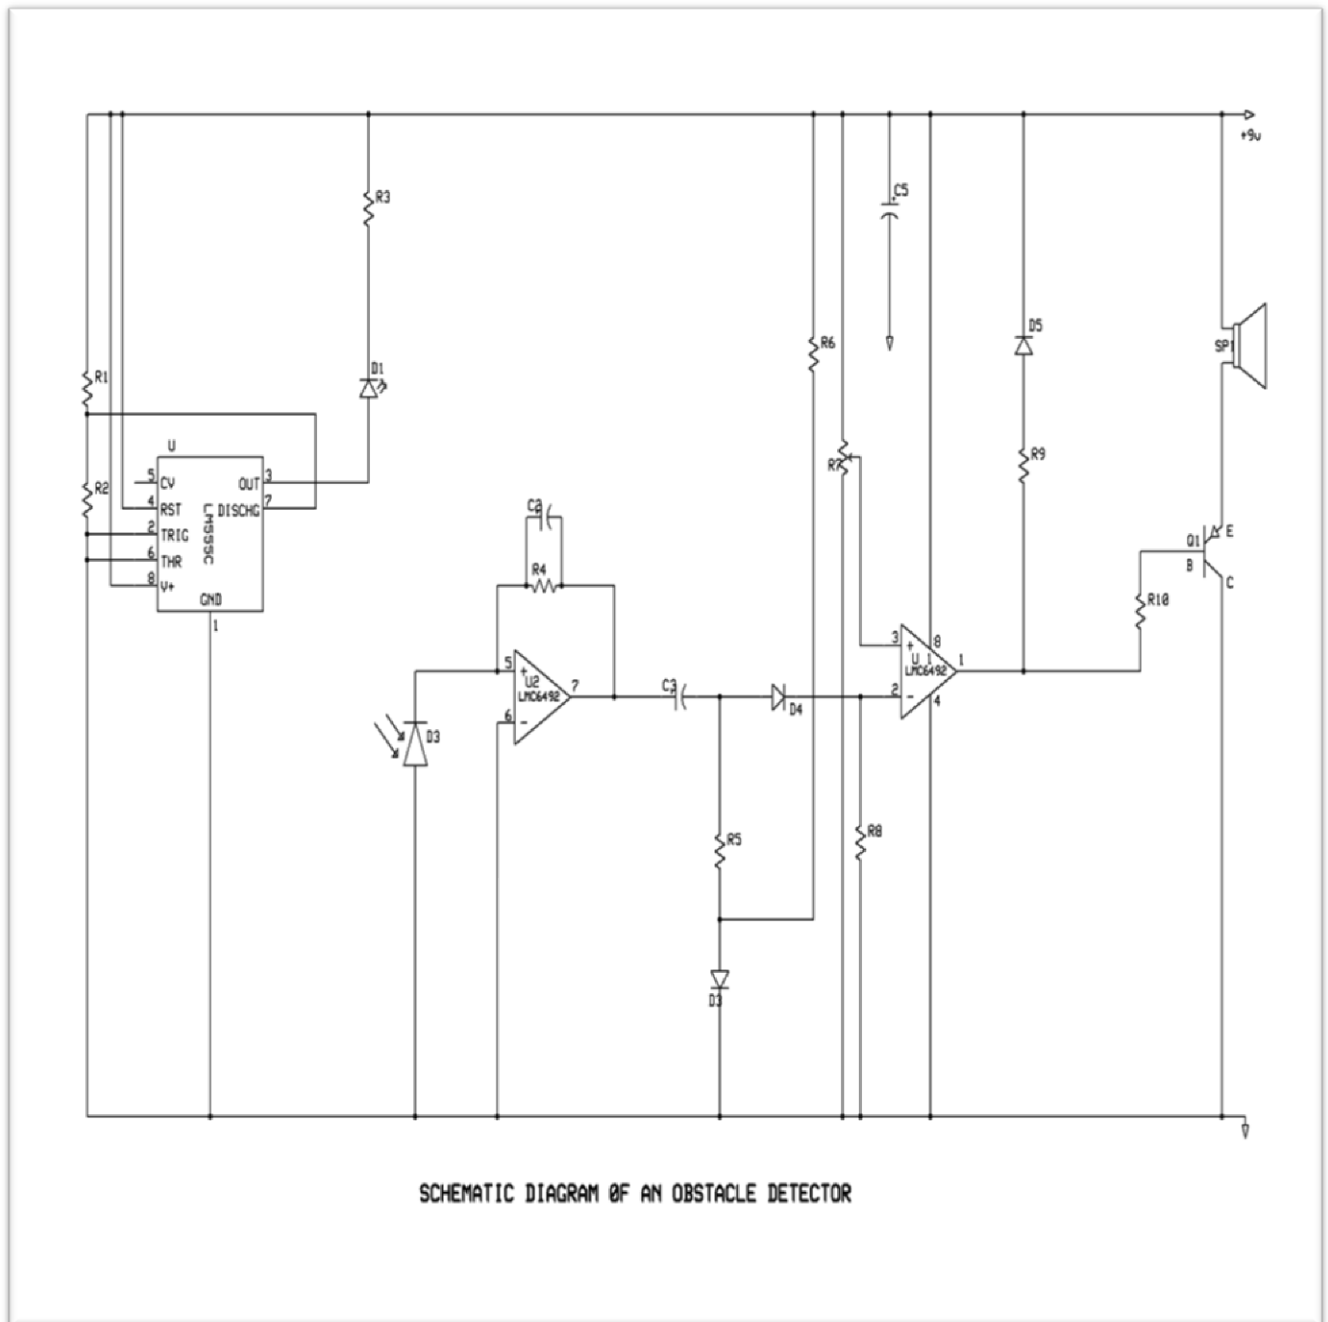 +9v
R3
C5
D5
R6
SP1
D1
R1
R9
R7
U
5 CV OUT 3
R2
4 RST DISCHG 7
LM555C
2 TRIG
6 THR
8 V+
GND
1
C2
R4
Q1 E
B
C
R10
3 + 8
U 1
LMC6492
1
2 -
4
5 +
U2
LMC6492
7
6 -
C3
D4
D3
R5
R8
D3
SCHEMATIC DIAGRAM 0F AN OBSTACLE DETECTOR